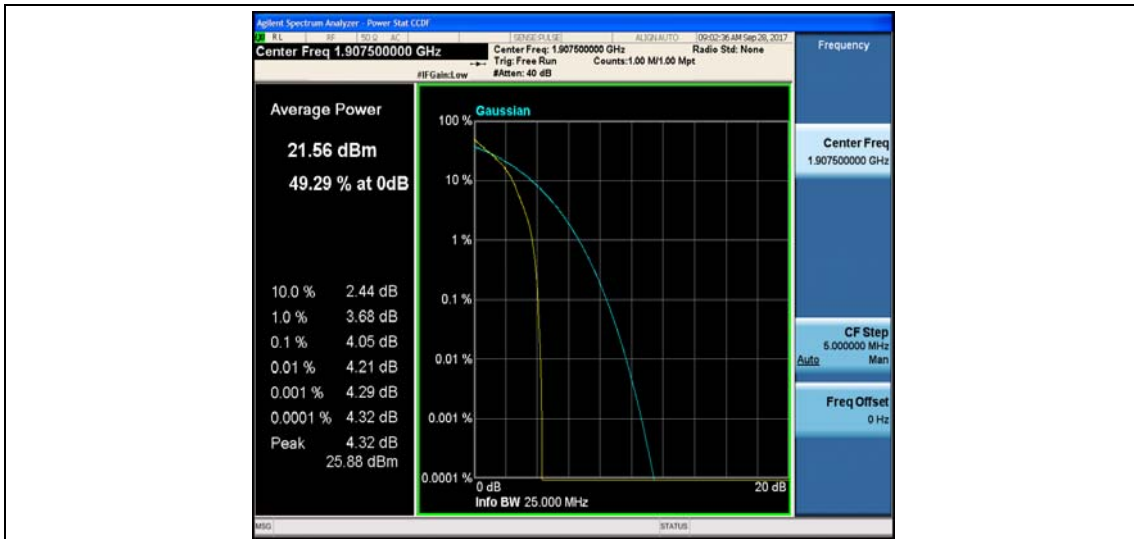 Agilent Spectrum Analyzer - Power Stat CCDF
RL RF 50 Ω AC SENSE:PULSE ALIGN AUTO 09:02:36 AM Sep 28, 2017
Center Freq 1.907500000 GHz
Center Freq: 1.907500000 GHz Radio Std: None
Trig: Free Run Counts:1.00 M/1.00 Mpt
#IFGain:Low #Atten: 40 dB
Frequency
Average Power
21.56 dBm
49.29 % at 0dB
10.0 % 2.44 dB
1.0 % 3.68 dB
0.1 % 4.05 dB
0.01 % 4.21 dB
0.001 % 4.29 dB
0.0001 % 4.32 dB
Peak 4.32 dB
25.88 dBm
Gaussian
100 %
10 %
1 %
0.1 %
0.01 %
0.001 %
0.0001 %
0 dB 20 dB
Info BW 25.000 MHz
Center Freq
1.907500000 GHz
CF Step
5.000000 MHz
Auto Man
Freq Offset
0 Hz
MSG STATUS